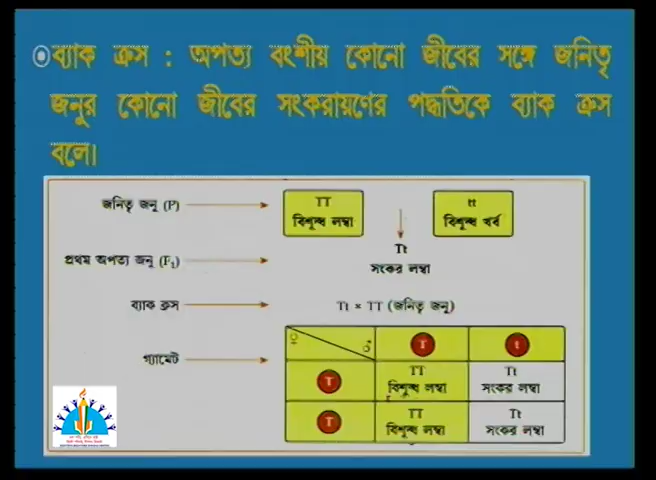 ব্যাক ক্রস : অপত্য বংশীয় কোনো জীবের সঙ্গে জনিতৃ
জনুর কোনো জীবের সংকরায়ণের পদ্ধতিকে ব্যাক ক্রস
বলে।
জনিতৃ জনু (P) TT tt
বিশুদ্ধ লম্বা বিশুদ্ধ খর্ব
Tt
প্রথম অপত্য জনু (F₁)
সংকর লম্বা
ব্যাক ক্রস Tt × TT (জনিতৃ জনু)
♀ ♂ T t
গ্যামেট
T TT Tt
বিশুদ্ধ লম্বা সংকর লম্বা
T TT Tt
বিশুদ্ধ লম্বা সংকর লম্বা